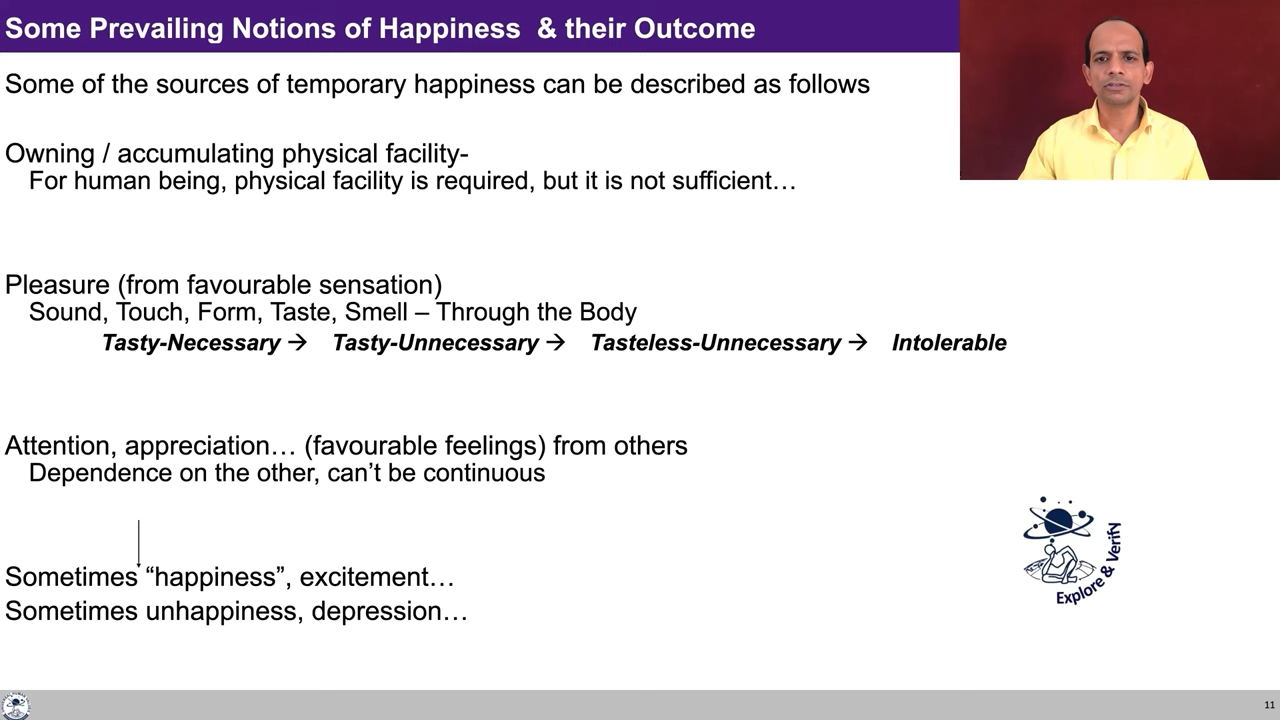 Some Prevailing Notions of Happiness & their Outcome
Some of the sources of temporary happiness can be described as follows
Owning / accumulating physical facility-
For human being, physical facility is required, but it is not sufficient…
Pleasure (from favourable sensation)
Sound, Touch, Form, Taste, Smell – Through the Body
Tasty-Necessary → Tasty-Unnecessary → Tasteless-Unnecessary → Intolerable
Attention, appreciation… (favourable feelings) from others
Dependence on the other, can’t be continuous
Sometimes “happiness”, excitement…
Sometimes unhappiness, depression…
Explore & Verify
11